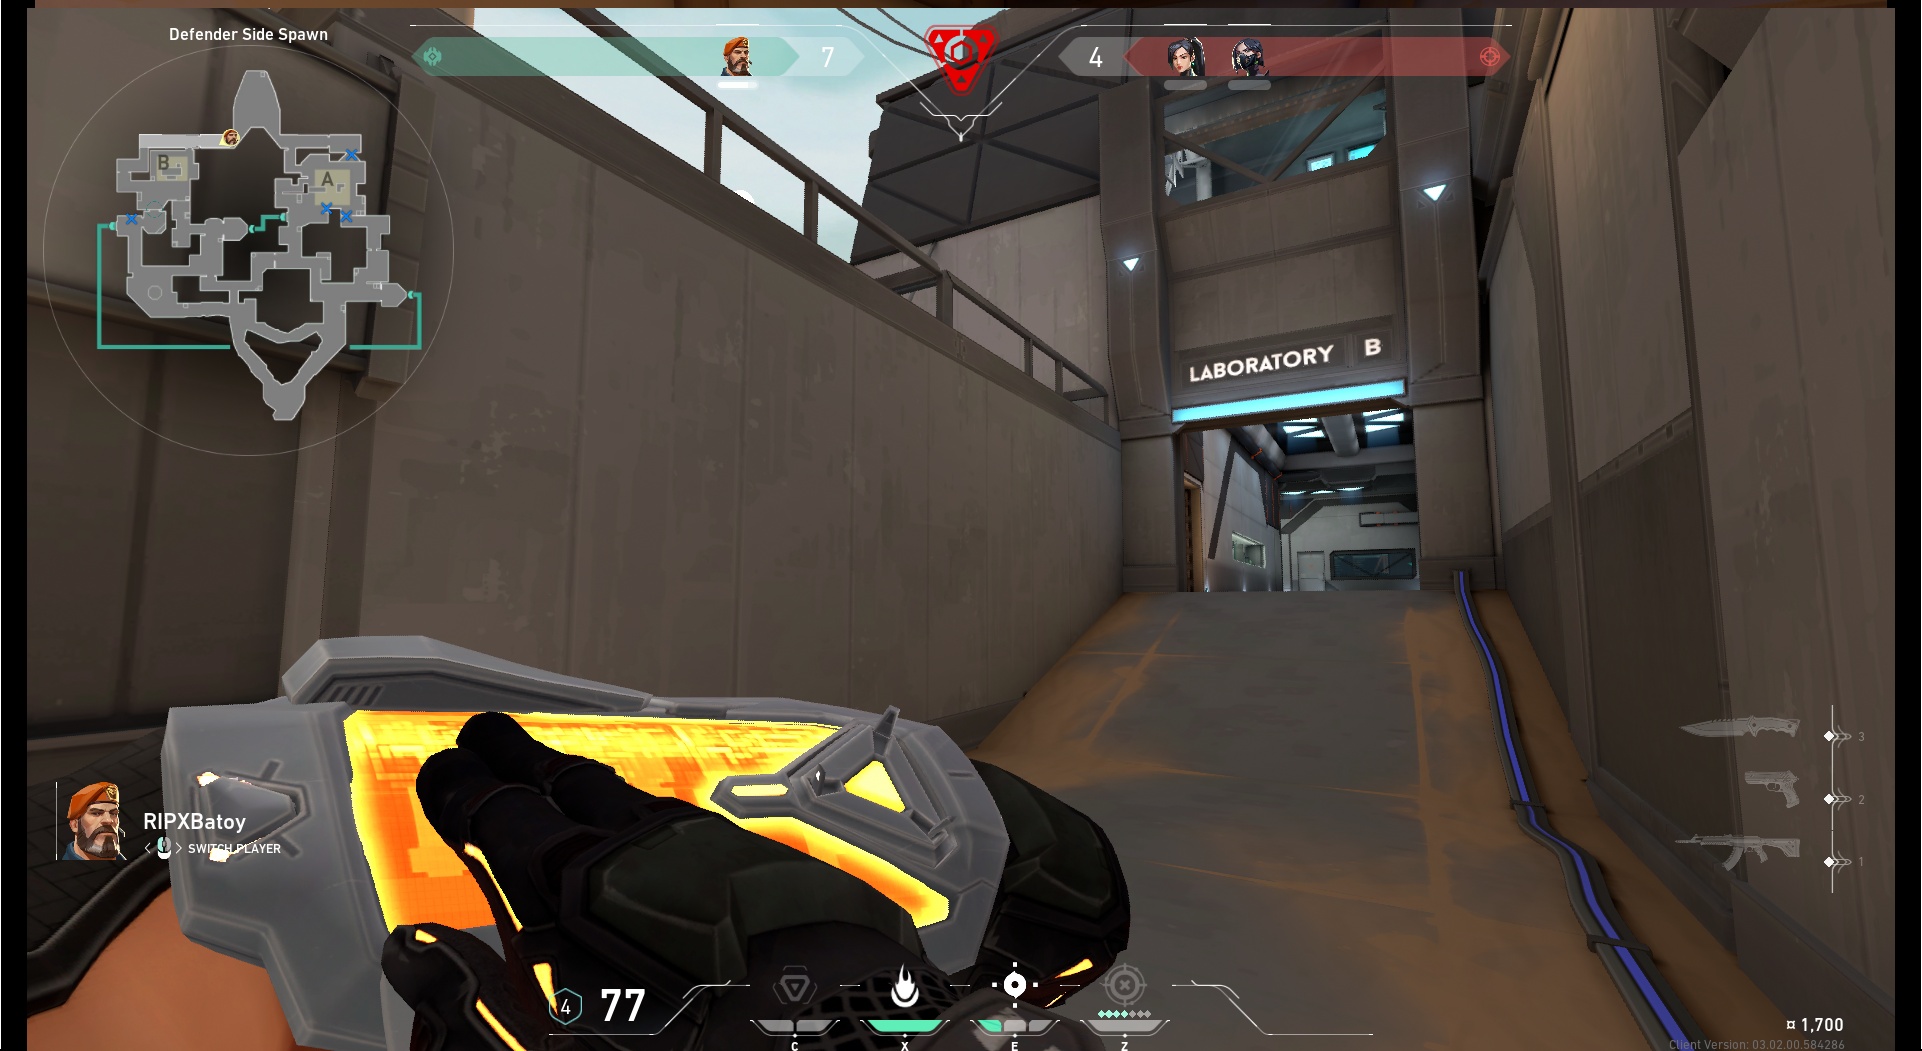 Defender Side Spawn
7
4
B
A
LABORATORY B
3
2
RIPXBatoy
< > SWITCH PLAYER
1
4 77
¤ 1,700
C X E Z
Client Version: 03.02.00.584286